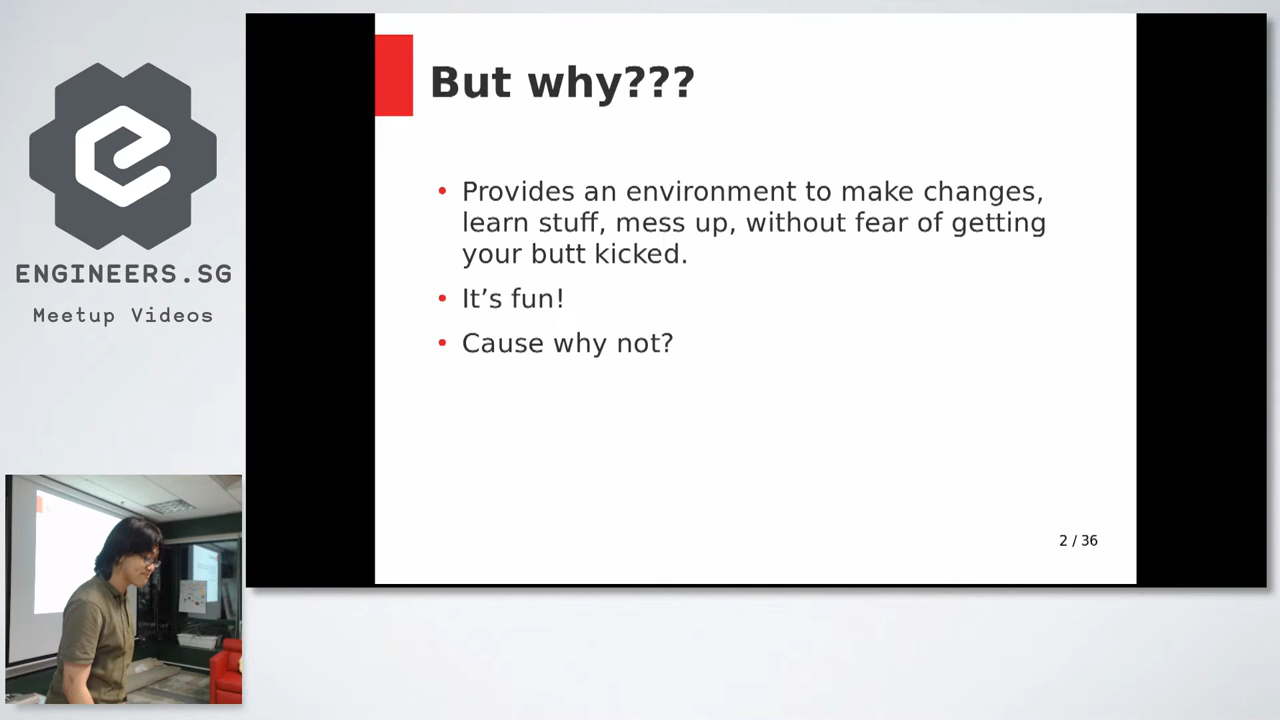 ENGINEERS.SG
Meetup Videos
But why???
• Provides an environment to make changes,
learn stuff, mess up, without fear of getting
your butt kicked.
• It’s fun!
• Cause why not?
2 / 36